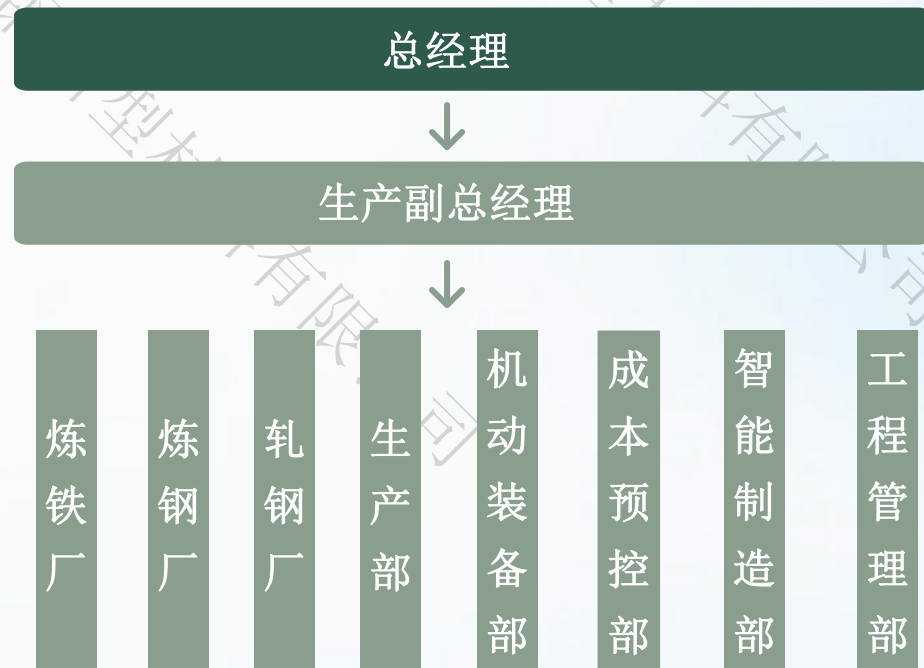 总经理
生产副总经理
炼铁厂
炼钢厂
轧钢厂
生产部
机动装备部
成本预控部
智能制造部
工程管理部